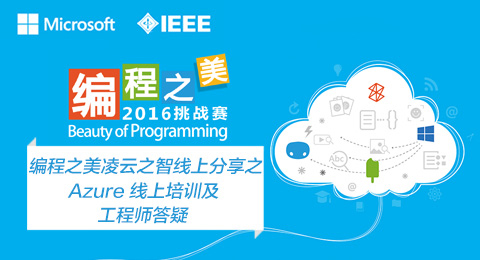 Microsoft IEEE
编程之美
2016挑战赛
Beauty of Programming
编程之美凌云之智线上分享之
Azure 线上培训及
工程师答疑
Abc